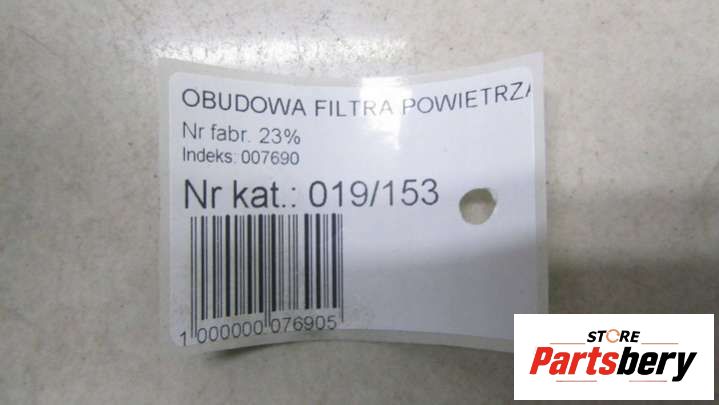 OBUDOWA FILTRA POWIETRZA
Nr fabr. 23%
Indeks: 007690
Nr kat.: 019/153
1 000000 076905
STORE
Partsbery